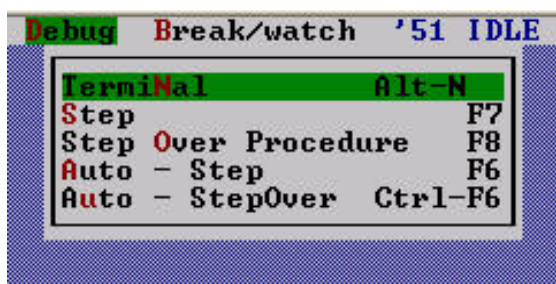 Debug Break/watch '51 IDLE
TermiNal Alt-N
Step F7
Step Over Procedure F8
Auto - Step F6
Auto - StepOver Ctrl-F6